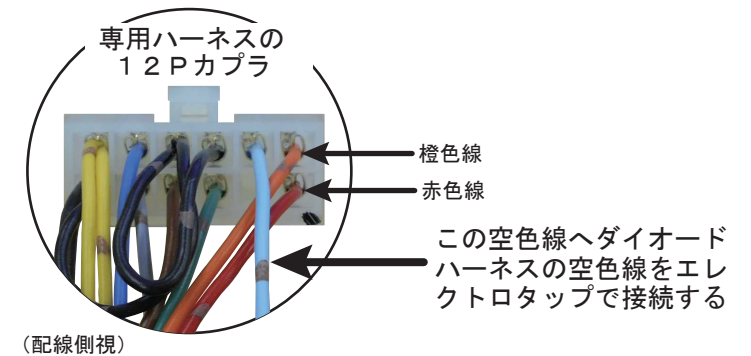 専用ハーネスの
１２Ｐカプラ
橙色線
赤色線
この空色線へダイオード
ハーネスの空色線をエレ
クトロタップで接続する
（配線側視）